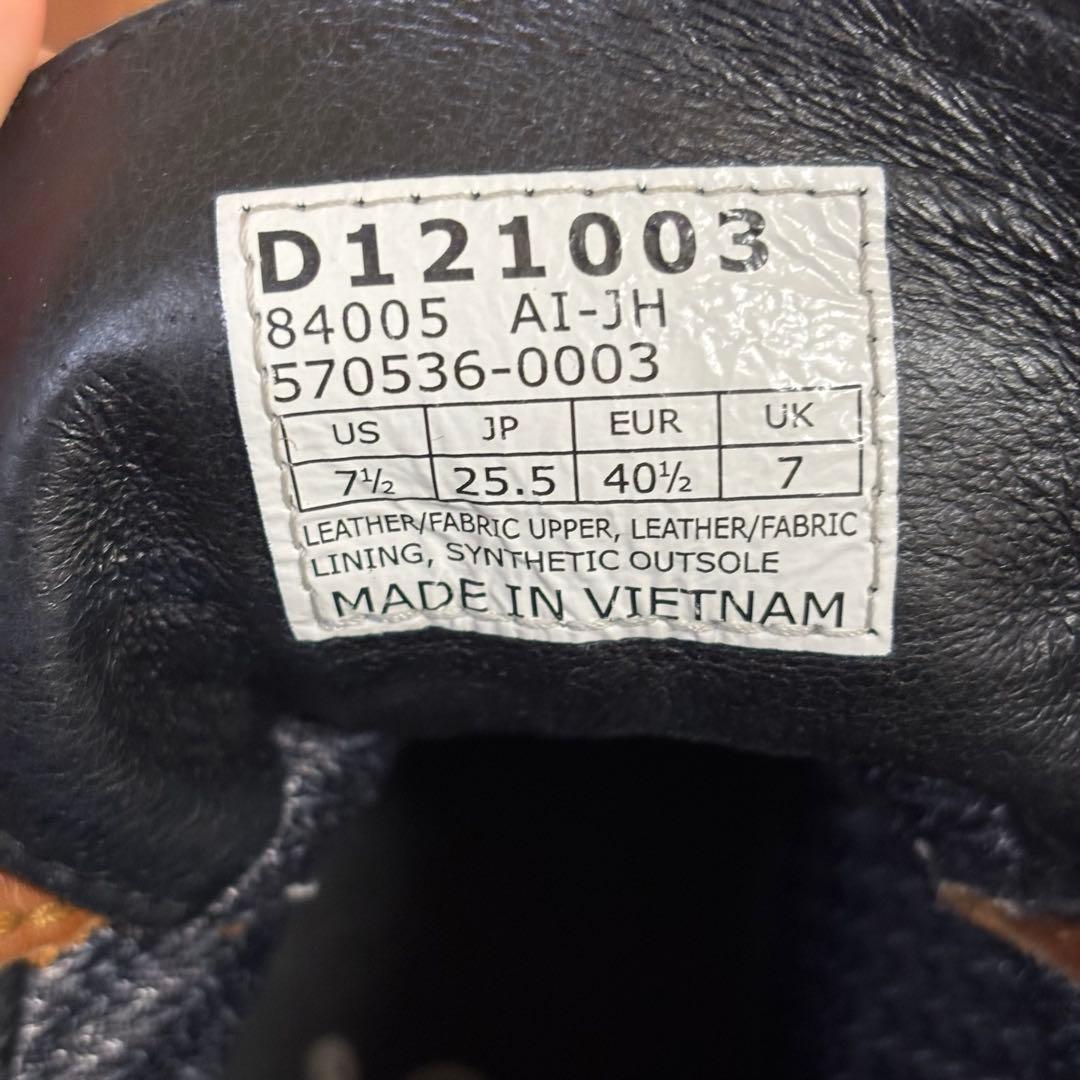 D121003
84005 AI-JH
570536-0003
US JP EUR UK
7½ 25.5 40½ 7
LEATHER/FABRIC UPPER, LEATHER/FABRIC
LINING, SYNTHETIC OUTSOLE
MADE IN VIETNAM